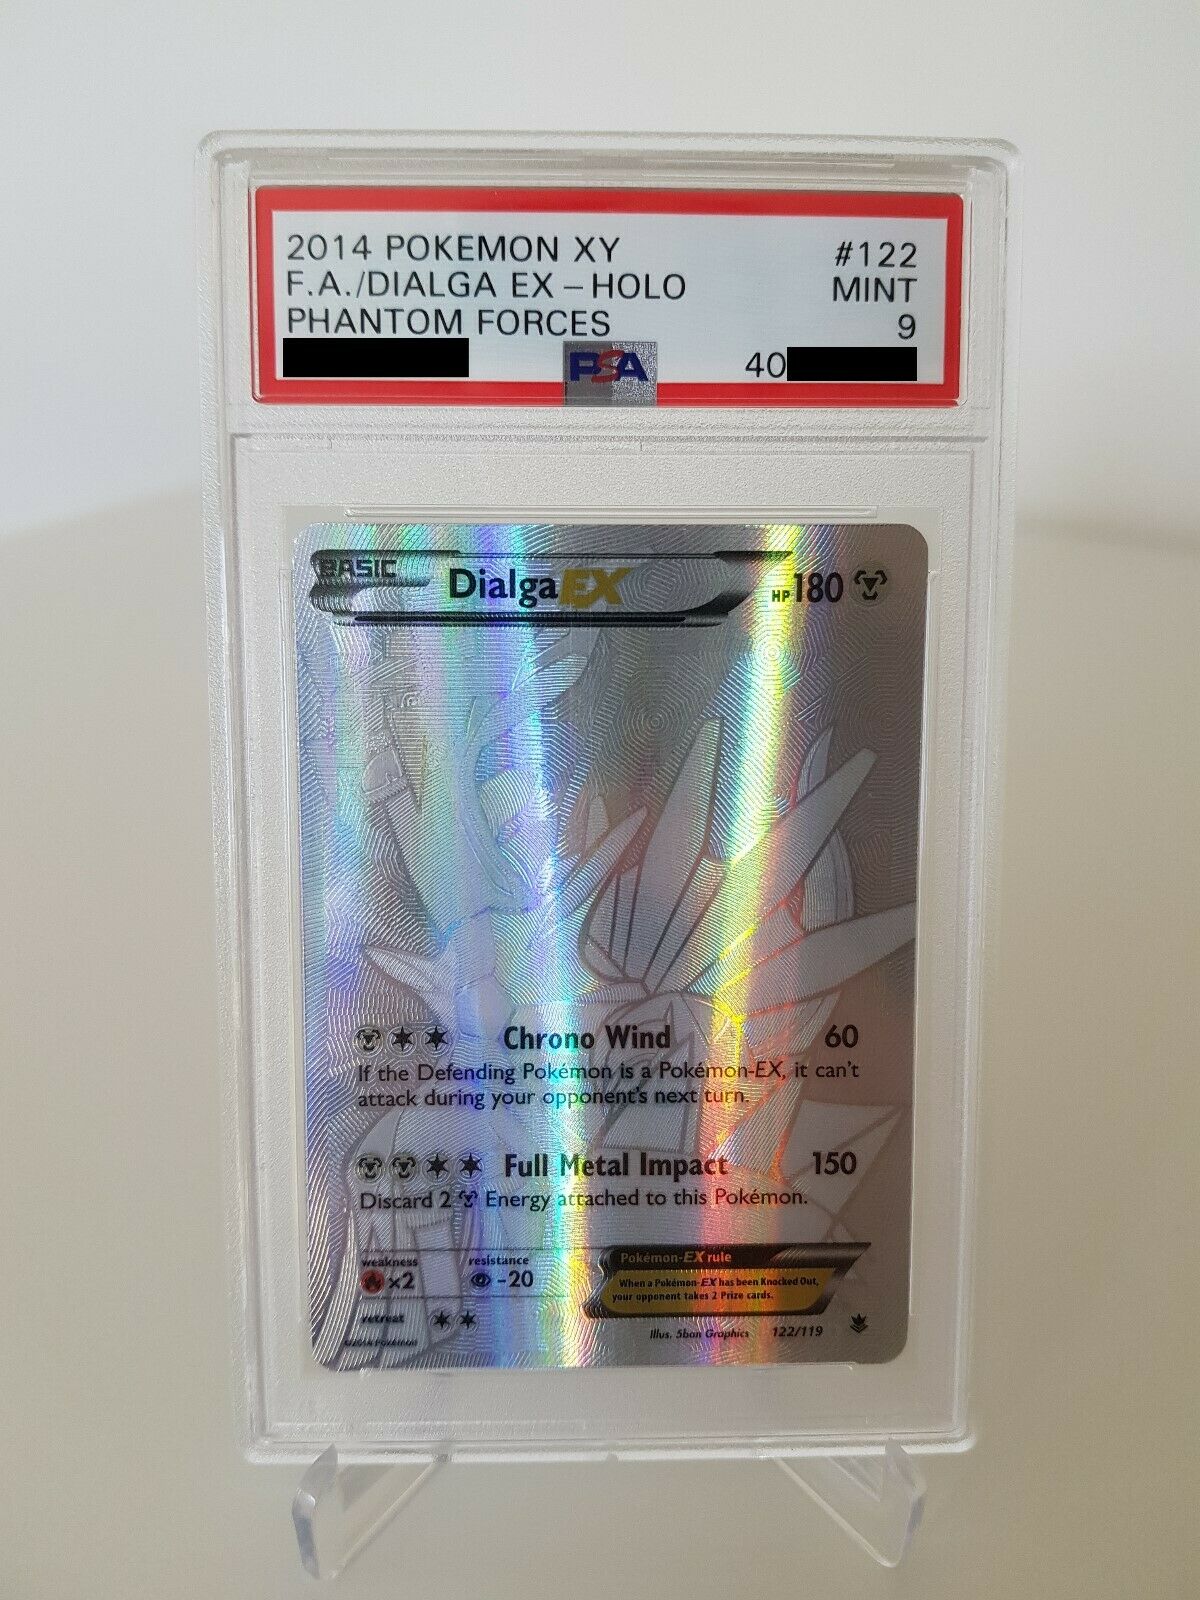 2014 POKEMON XY #122
F.A./DIALGA EX – HOLO MINT
PHANTOM FORCES 9
PSA 40
BASIC Dialga EX HP 180
Chrono Wind 60
If the Defending Pokémon is a Pokémon-EX, it can't
attack during your opponent's next turn.
Full Metal Impact 150
Discard 2 Energy attached to this Pokémon.
weakness resistance
×2 -20
retreat
Pokémon-EX rule
When a Pokémon-EX has been Knocked Out,
your opponent takes 2 Prize cards.
Illus. 5ban Graphics 122/119
©2014 Pokémon